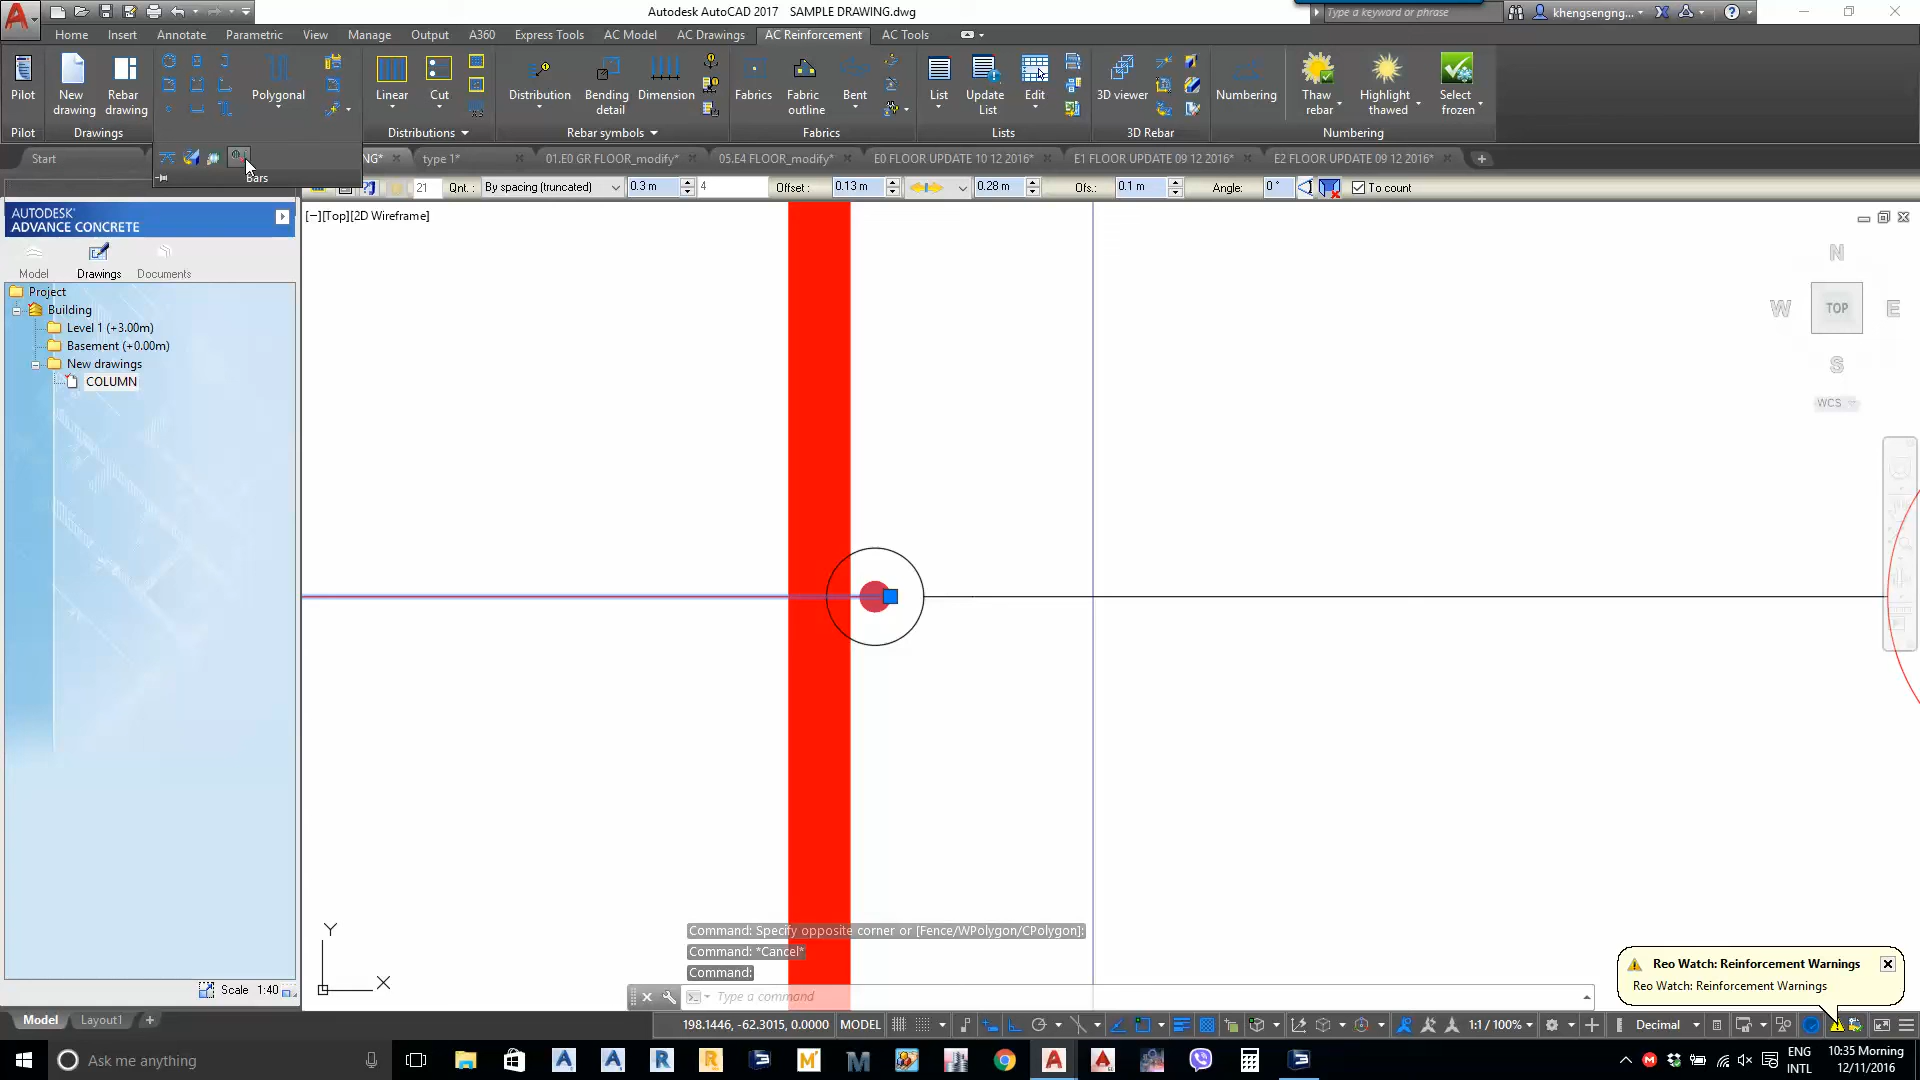 Autodesk AutoCAD 2017 SAMPLE DRAWING.dwg
Type a keyword or phrase
khengsengng...
Home Insert Annotate Parametric View Manage Output A360 Express Tools AC Model AC Drawings AC Reinforcement AC Tools
Pilot
New drawing
Rebar drawing
Polygonal
Linear
Cut
Distribution
Bending detail
Dimension
Fabrics
Fabric outline
Bent
List
Update List
Edit
3D viewer
Numbering
Thaw rebar
Highlight thawed
Select frozen
Pilot Drawings Distributions Rebar symbols Fabrics Lists 3D Rebar Numbering
Start NG* type 1* 01.E0 GR FLOOR_modify* 05.E4 FLOOR_modify* E0 FLOOR UPDATE 10 12 2016* E1 FLOOR UPDATE 09 12 2016* E2 FLOOR UPDATE 09 12 2016*
Bars
21 Qnt.: By spacing (truncated) 0.3 m 4 Offset: 0.13 m 0.28 m Ofs.: 0.1 m Angle: 0° To count
AUTODESK
ADVANCE CONCRETE
Model Drawings Documents
Project
Building
Level 1 (+3.00m)
Basement (+0.00m)
New drawings
COLUMN
Scale 1:40
[−][Top][2D Wireframe]
N
W TOP E
S
WCS
Y
X
Command: Specify opposite corner or [Fence/WPolygon/CPolygon]:
Command: *Cancel*
Command:
Type a command
Reo Watch: Reinforcement Warnings
Reo Watch: Reinforcement Warnings
Model Layout1
198.1446, -62.3015, 0.0000 MODEL 1:1 / 100% Decimal
Ask me anything
ENG
INTL
10:35 Morning
12/11/2016